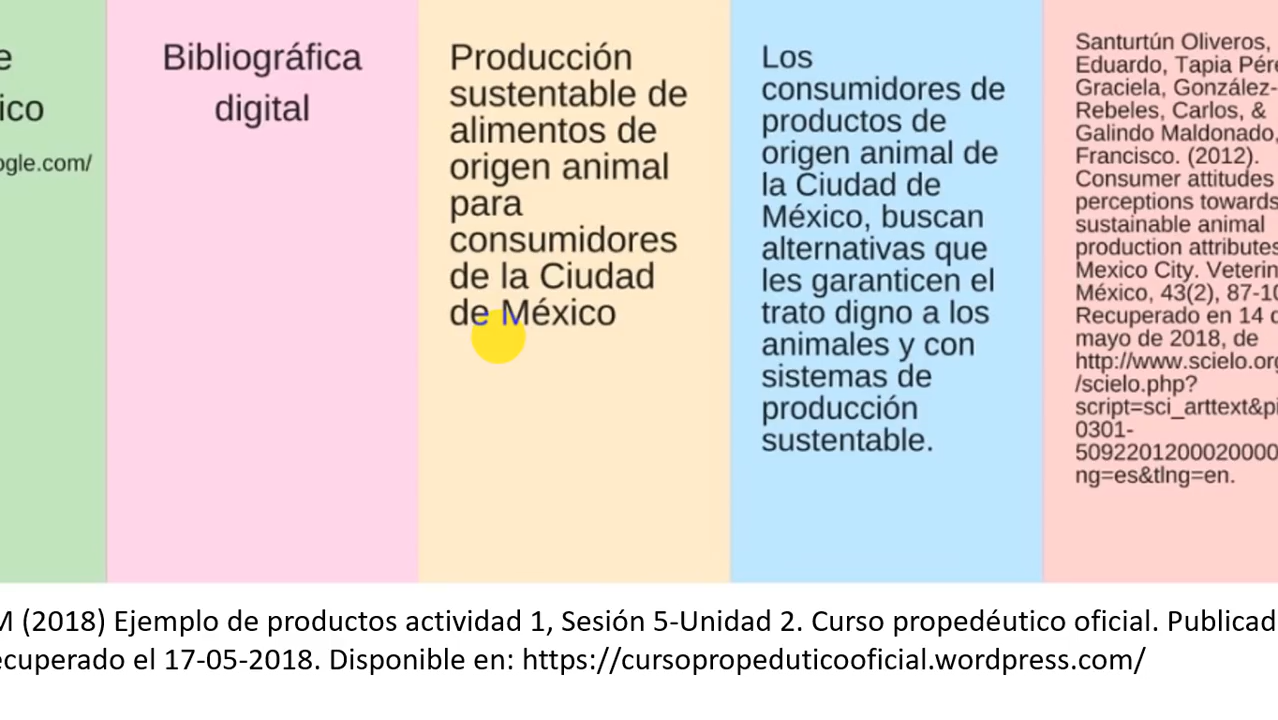 e
ico
ogle.com/
Bibliográfica
digital
Producción
sustentable de
alimentos de
origen animal
para
consumidores
de la Ciudad
de México
Los
consumidores de
productos de
origen animal de
la Ciudad de
México, buscan
alternativas que
les garanticen el
trato digno a los
animales y con
sistemas de
producción
sustentable.
Santurtún Oliveros,
Eduardo, Tapia Pére
Graciela, González-
Rebeles, Carlos, &
Galindo Maldonado,
Francisco. (2012).
Consumer attitudes
perceptions towards
sustainable animal
production attributes
Mexico City. Veterin
México, 43(2), 87-10
Recuperado en 14 d
mayo de 2018, de
http://www.scielo.org
/scielo.php?
script=sci_arttext&pi
0301-
5092201200020000
ng=es&tlng=en.
M (2018) Ejemplo de productos actividad 1, Sesión 5-Unidad 2. Curso propedéutico oficial. Publicad
ecuperado el 17-05-2018. Disponible en: https://cursopropeduticooficial.wordpress.com/